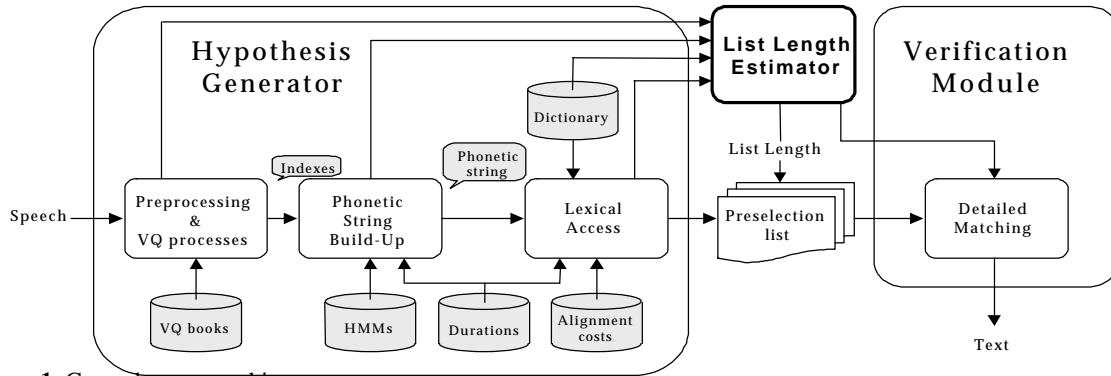 Hypothesis
Generator
List Length
Estimator
Verification
Module
Dictionary
Indexes
Phonetic
string
List Length
Speech
Preprocessing
&
VQ processes
Phonetic
String
Build-Up
Lexical
Access
Preselection
list
Detailed
Matching
VQ books
HMMs
Durations
Alignment
costs
Text